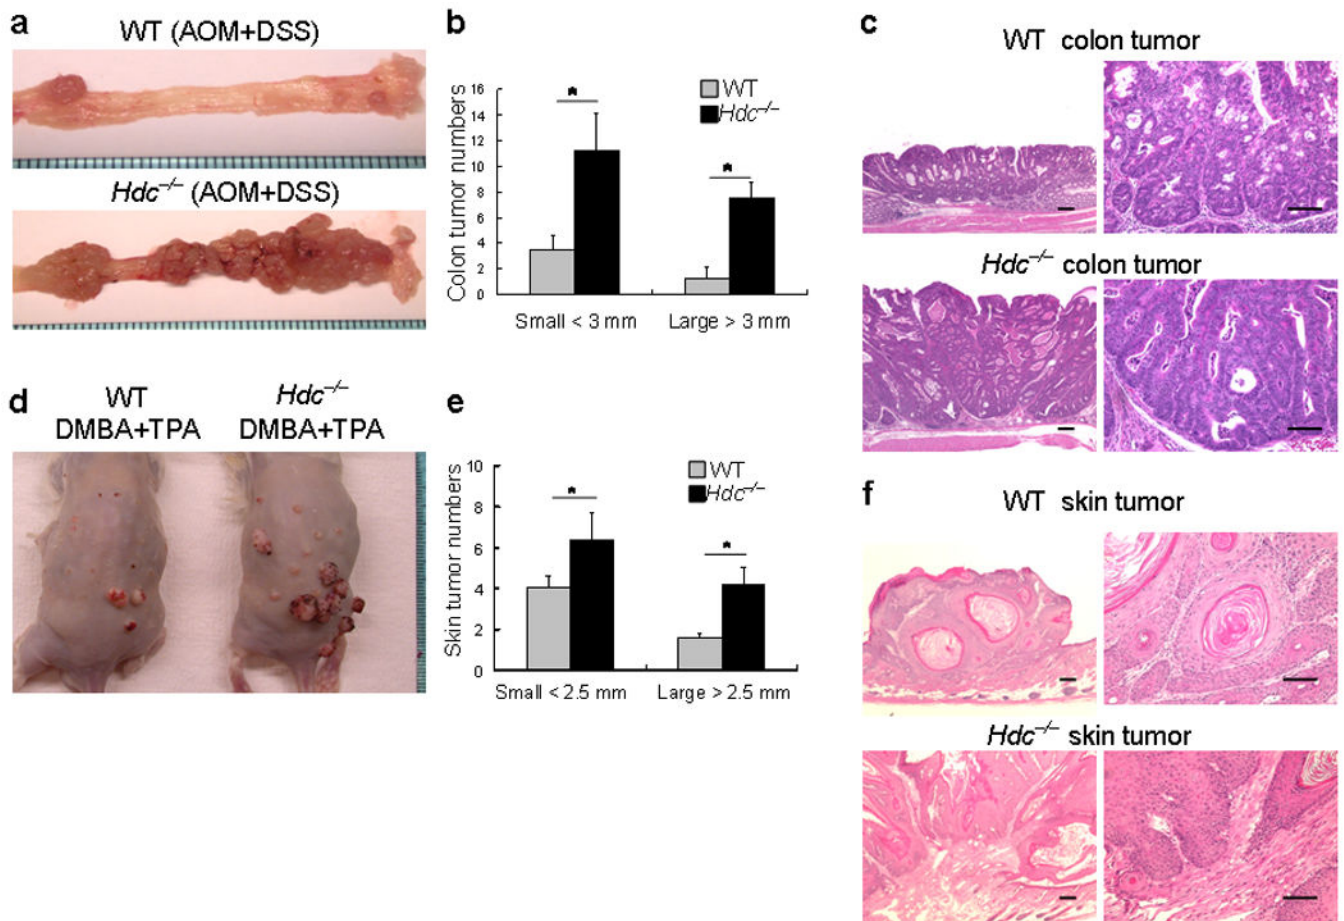 a
WT (AOM+DSS)
Hdc–/– (AOM+DSS)
b
Colon tumor numbers
16
14
12
10
8
6
4
2
0
*
*
WT
Hdc–/–
Small < 3 mm
Large > 3 mm
c
WT colon tumor
Hdc–/– colon tumor
d
WT
DMBA+TPA
Hdc–/–
DMBA+TPA
e
Skin tumor numbers
10
8
6
4
2
0
*
*
WT
Hdc–/–
Small < 2.5 mm
Large > 2.5 mm
f
WT skin tumor
Hdc–/– skin tumor